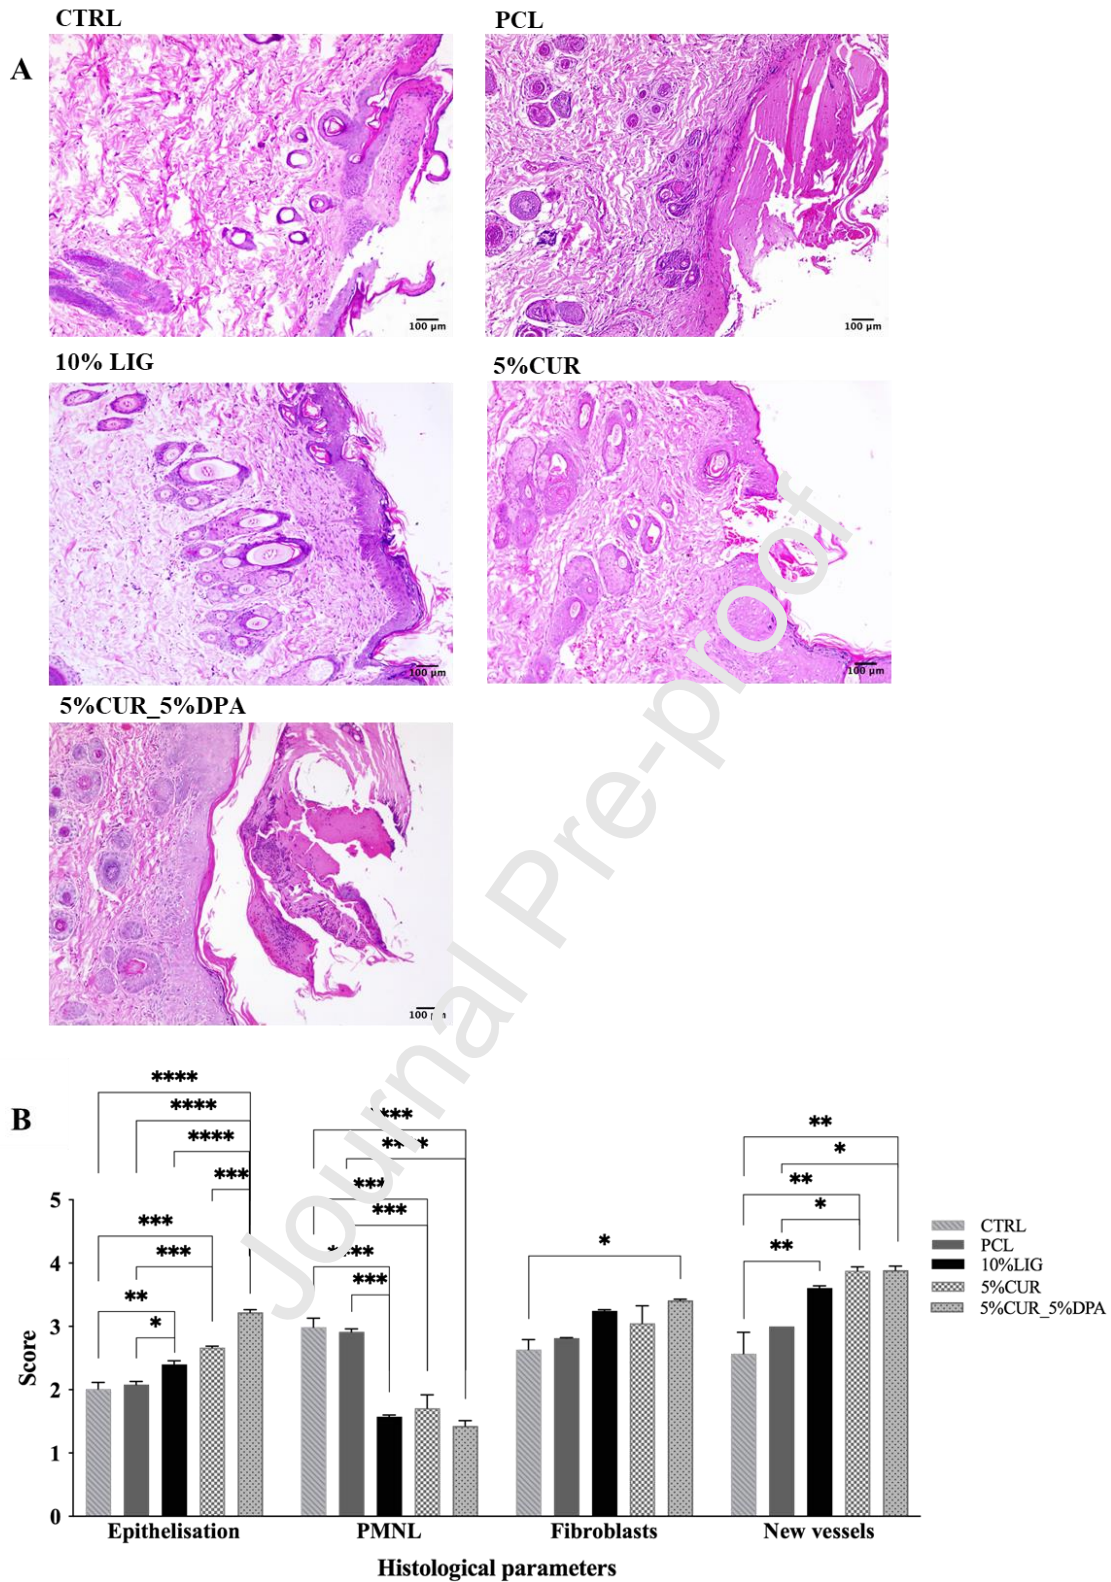 CTRL
PCL
A
100 µm
100 µm
10% LIG
5%CUR
100 µm
100 µm
5%CUR_5%DPA
100 µm
Journal Pre-proof
B
****
****
****
***
***
***
**
*
****
****
***
***
****
***
*
**
*
**
*
**
5
4
3
2
1
0
Score
Epithelisation
PMNL
Fibroblasts
New vessels
Histological parameters
CTRL
PCL
10%LIG
5%CUR
5%CUR_5%DPA